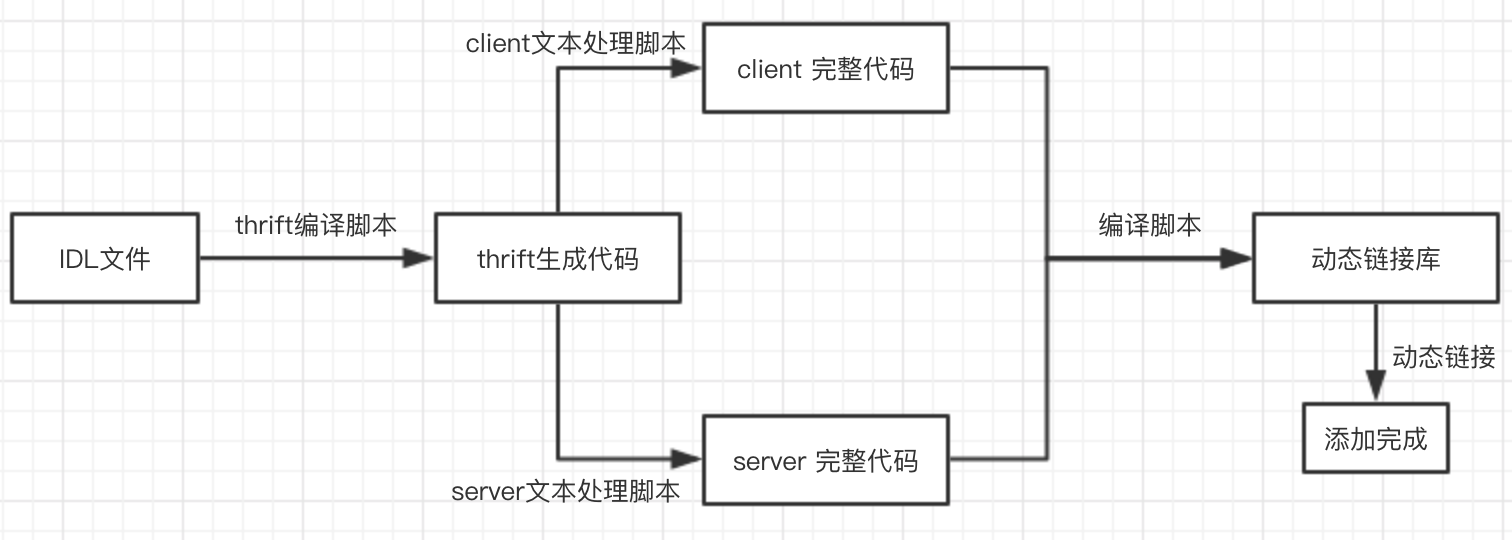 client文本处理脚本
client 完整代码
IDL文件
thrift编译脚本
thrift生成代码
编译脚本
动态链接库
动态链接
添加完成
server 完整代码
server文本处理脚本